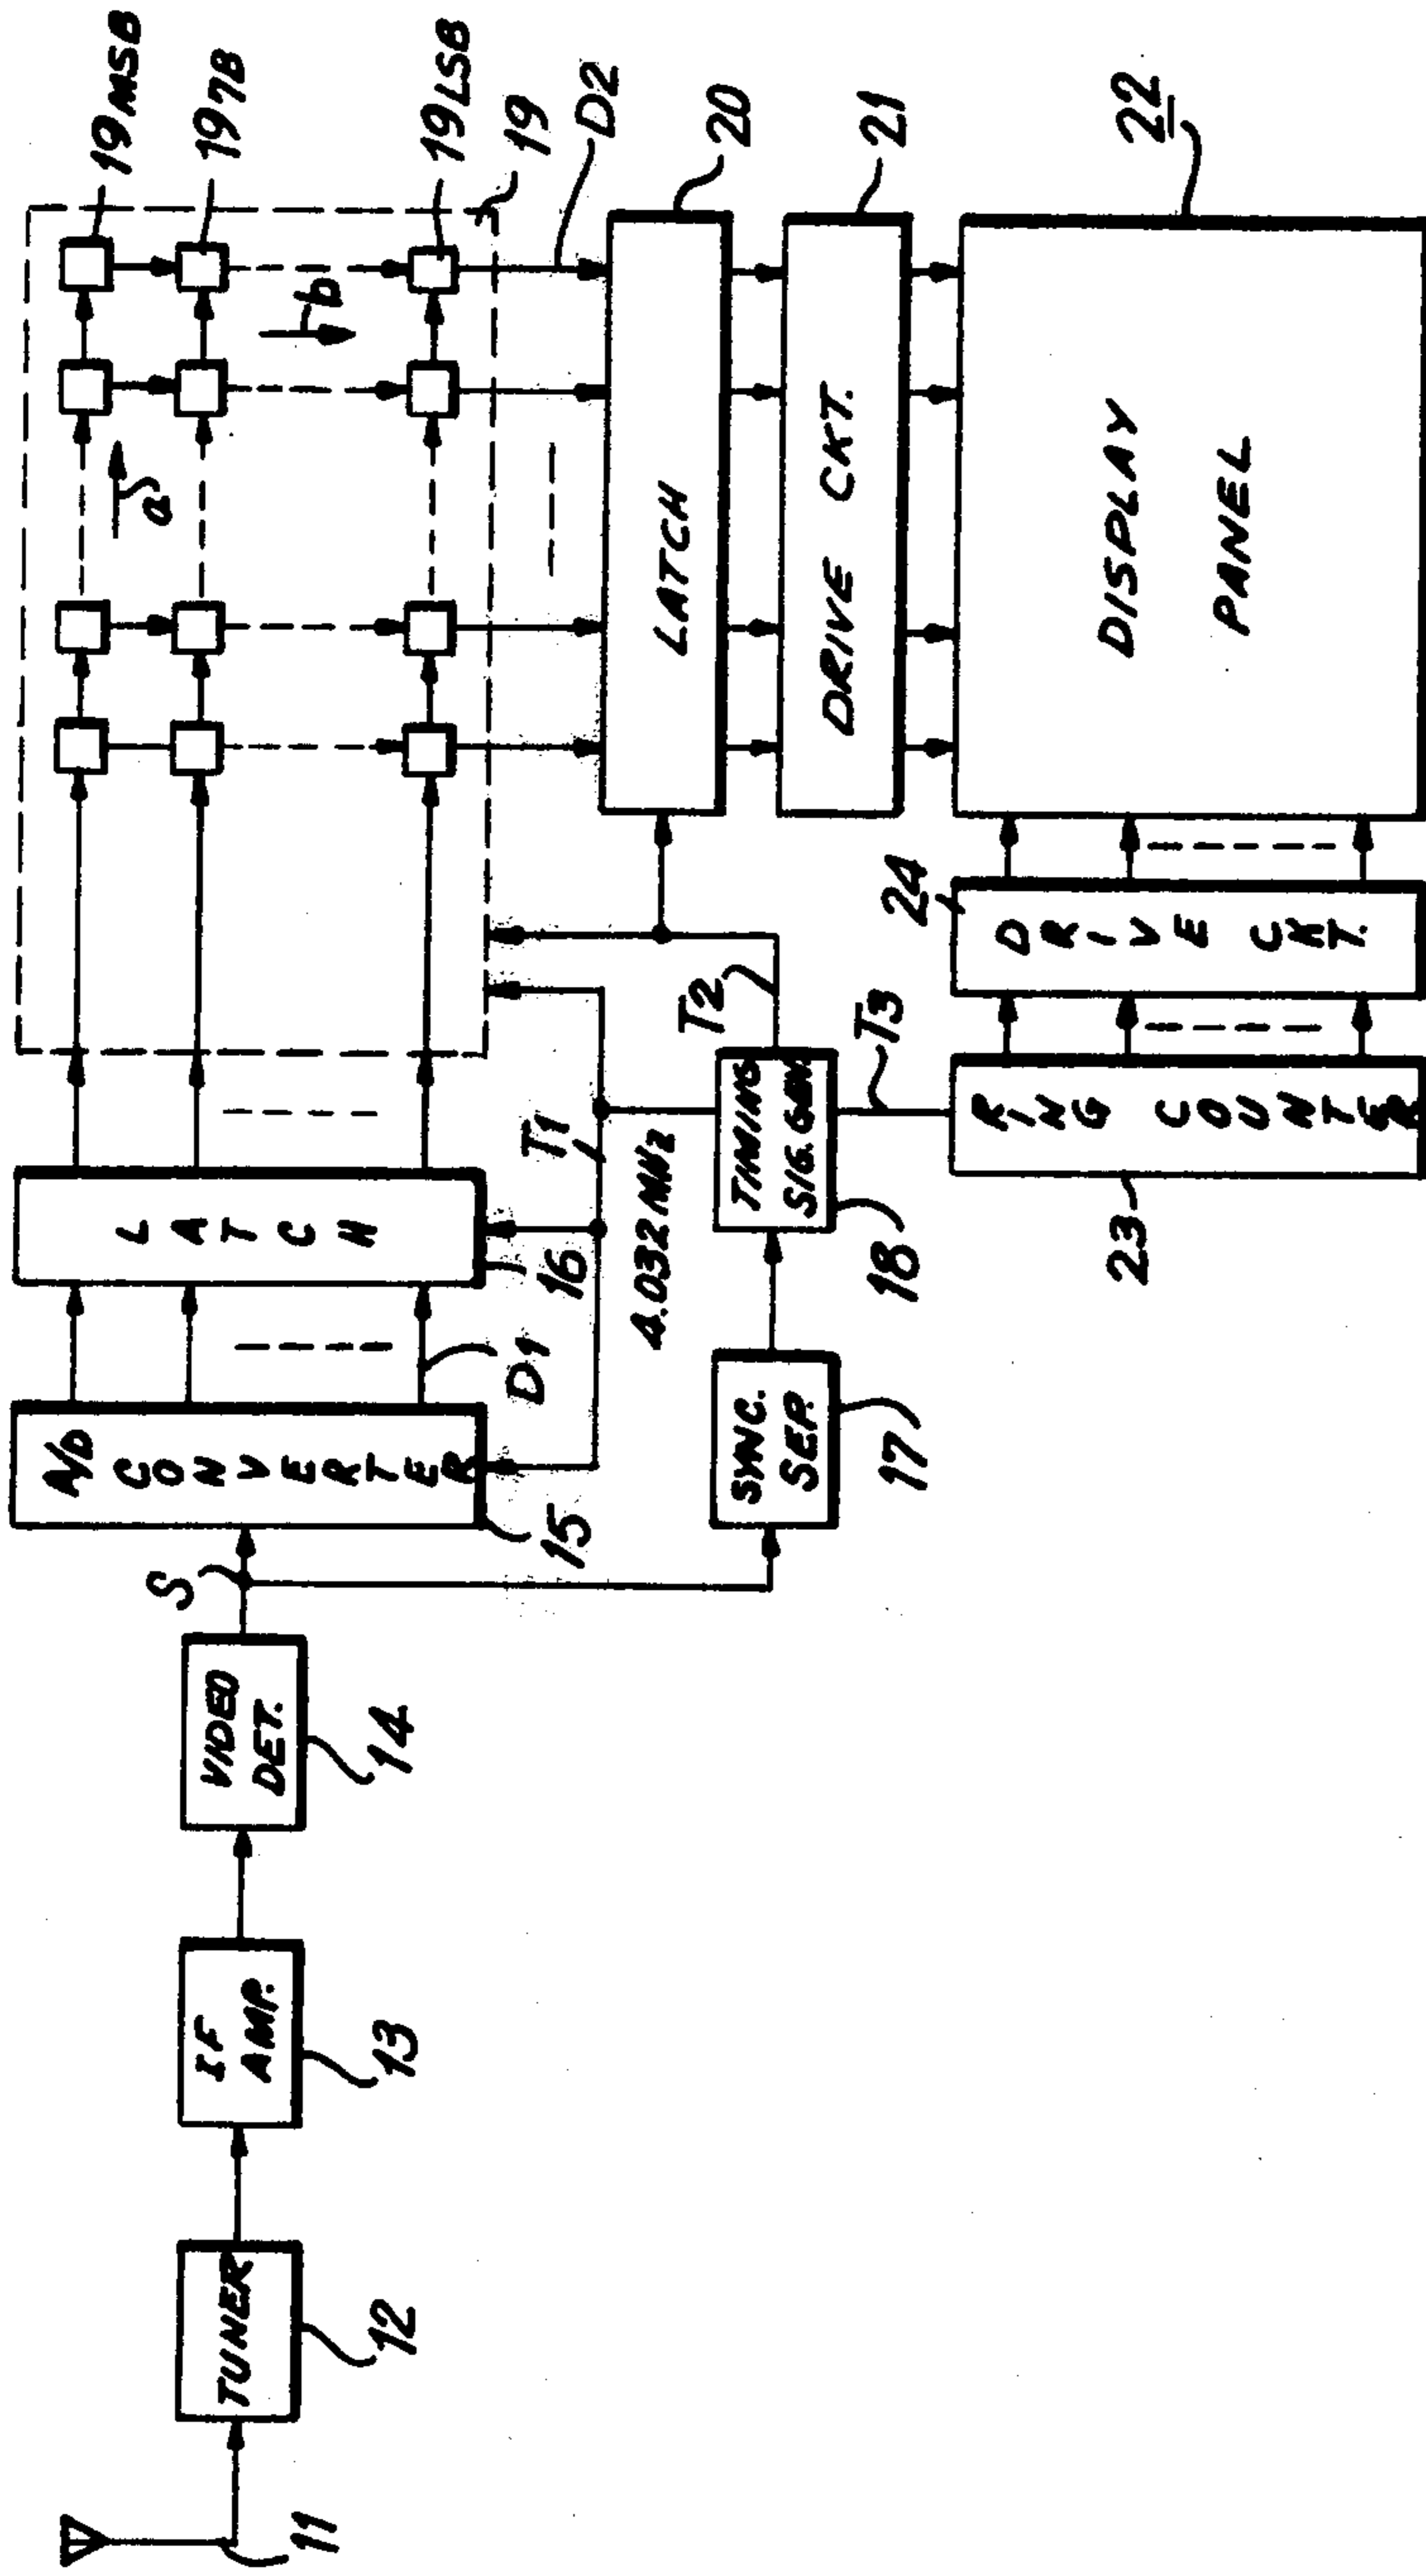 11
TUNER
12
IF
AMP.
13
VIDEO
DET.
14
S
A/D
CONVERTER
15
D1
LATCH
16
T1
4.032 MHz
SYNC.
SEP.
17
TIMING
SIG. GEN.
18
T2
T3
a
b
19MSB
197B
19LSB
19
D2
LATCH
20
DRIVE CKT.
21
DISPLAY
PANEL
22
RING COUNTER
23
DRIVE CKT.
24